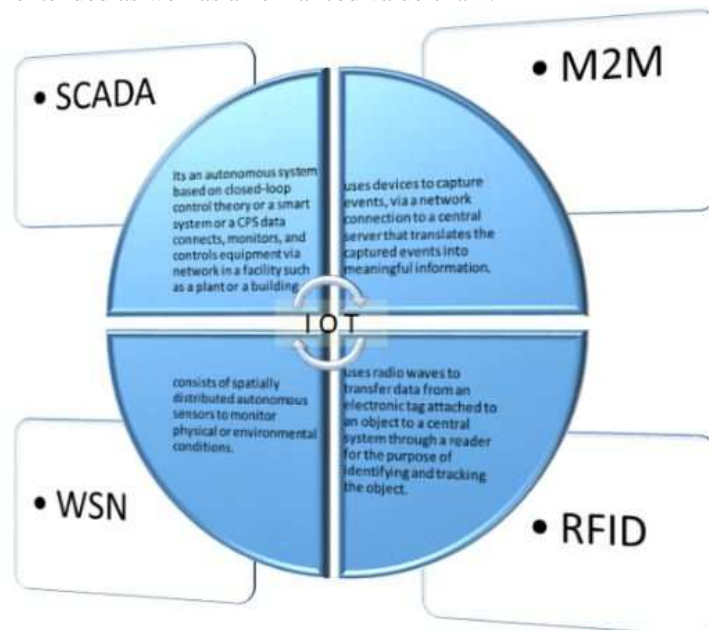 • SCADA
• M2M
Its an autonomous system
based on closed-loop
control theory or a smart
system or a CPS data
connects, monitors, and
controls equipment via
network in a facility such
as a plant or a building
uses devices to capture
events, via a network
connection to a central
server that translates the
captured events into
meaningful information.
I O T
consists of spatially
distributed autonomous
sensors to monitor
physical or environmental
conditions.
uses radio waves to
transfer data from an
electronic tag attached to
an object to a central
system through a reader
for the purpose of
identifying and tracking
the object.
• WSN
• RFID